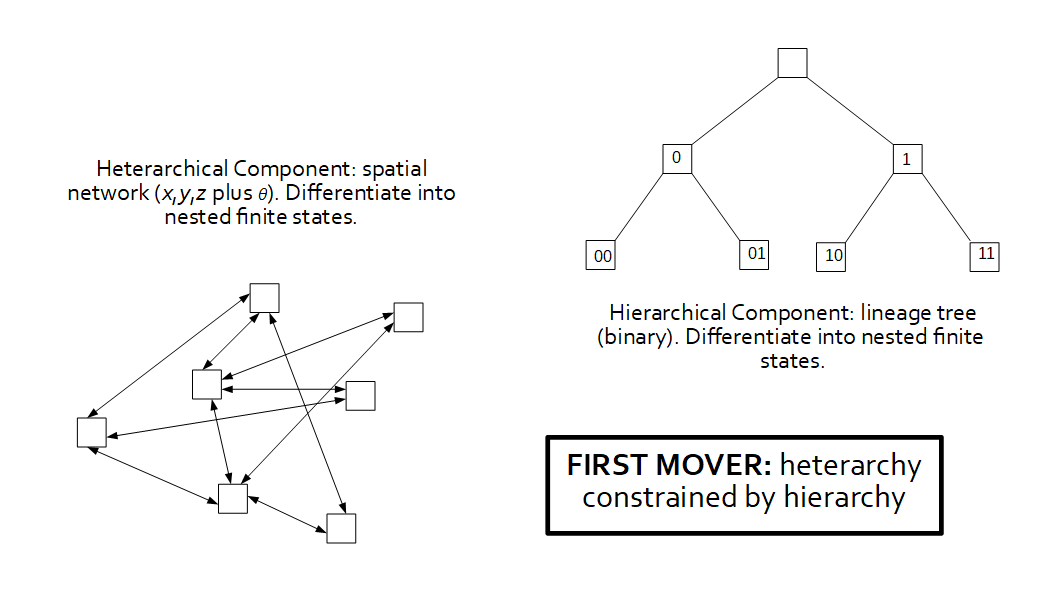 Heterarchical Component: spatial
network (x,y,z plus θ). Differentiate into
nested finite states.
0
1
00
01
10
11
Hierarchical Component: lineage tree
(binary). Differentiate into nested finite
states.
FIRST MOVER: heterarchy
constrained by hierarchy